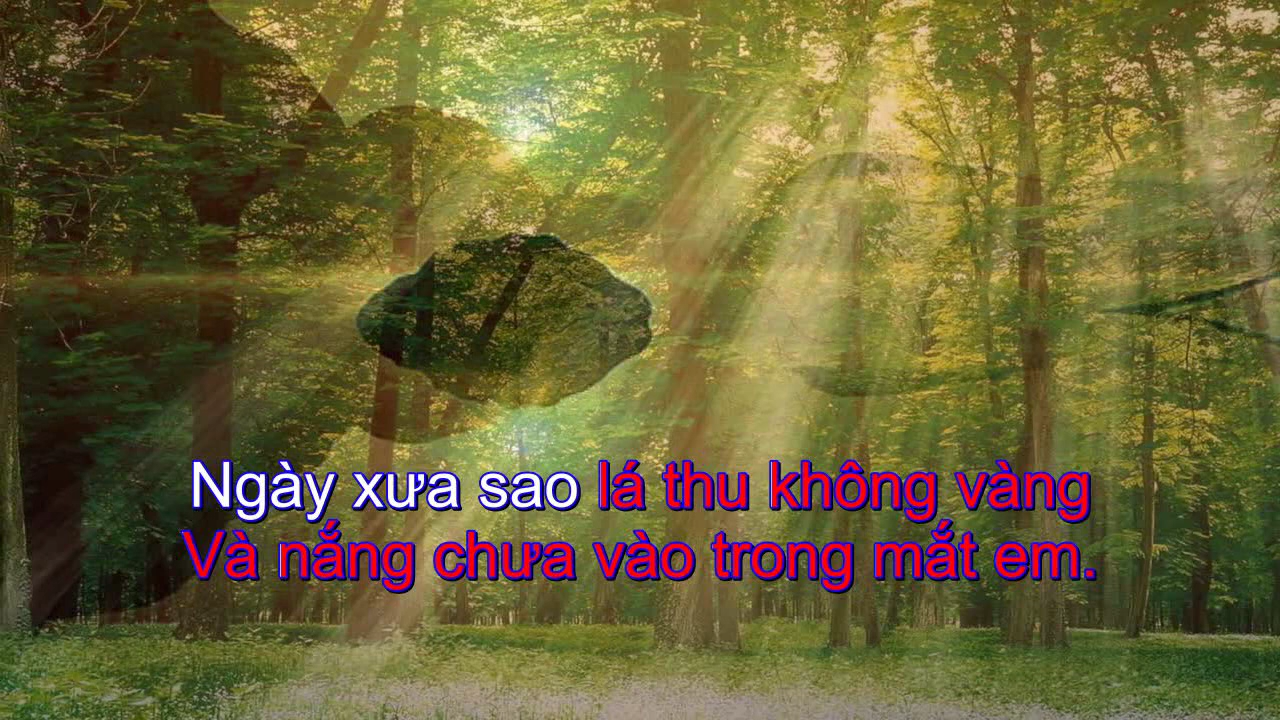 Ngày xưa sao lá thu không vàng
Và nắng chưa vào trong mắt em.